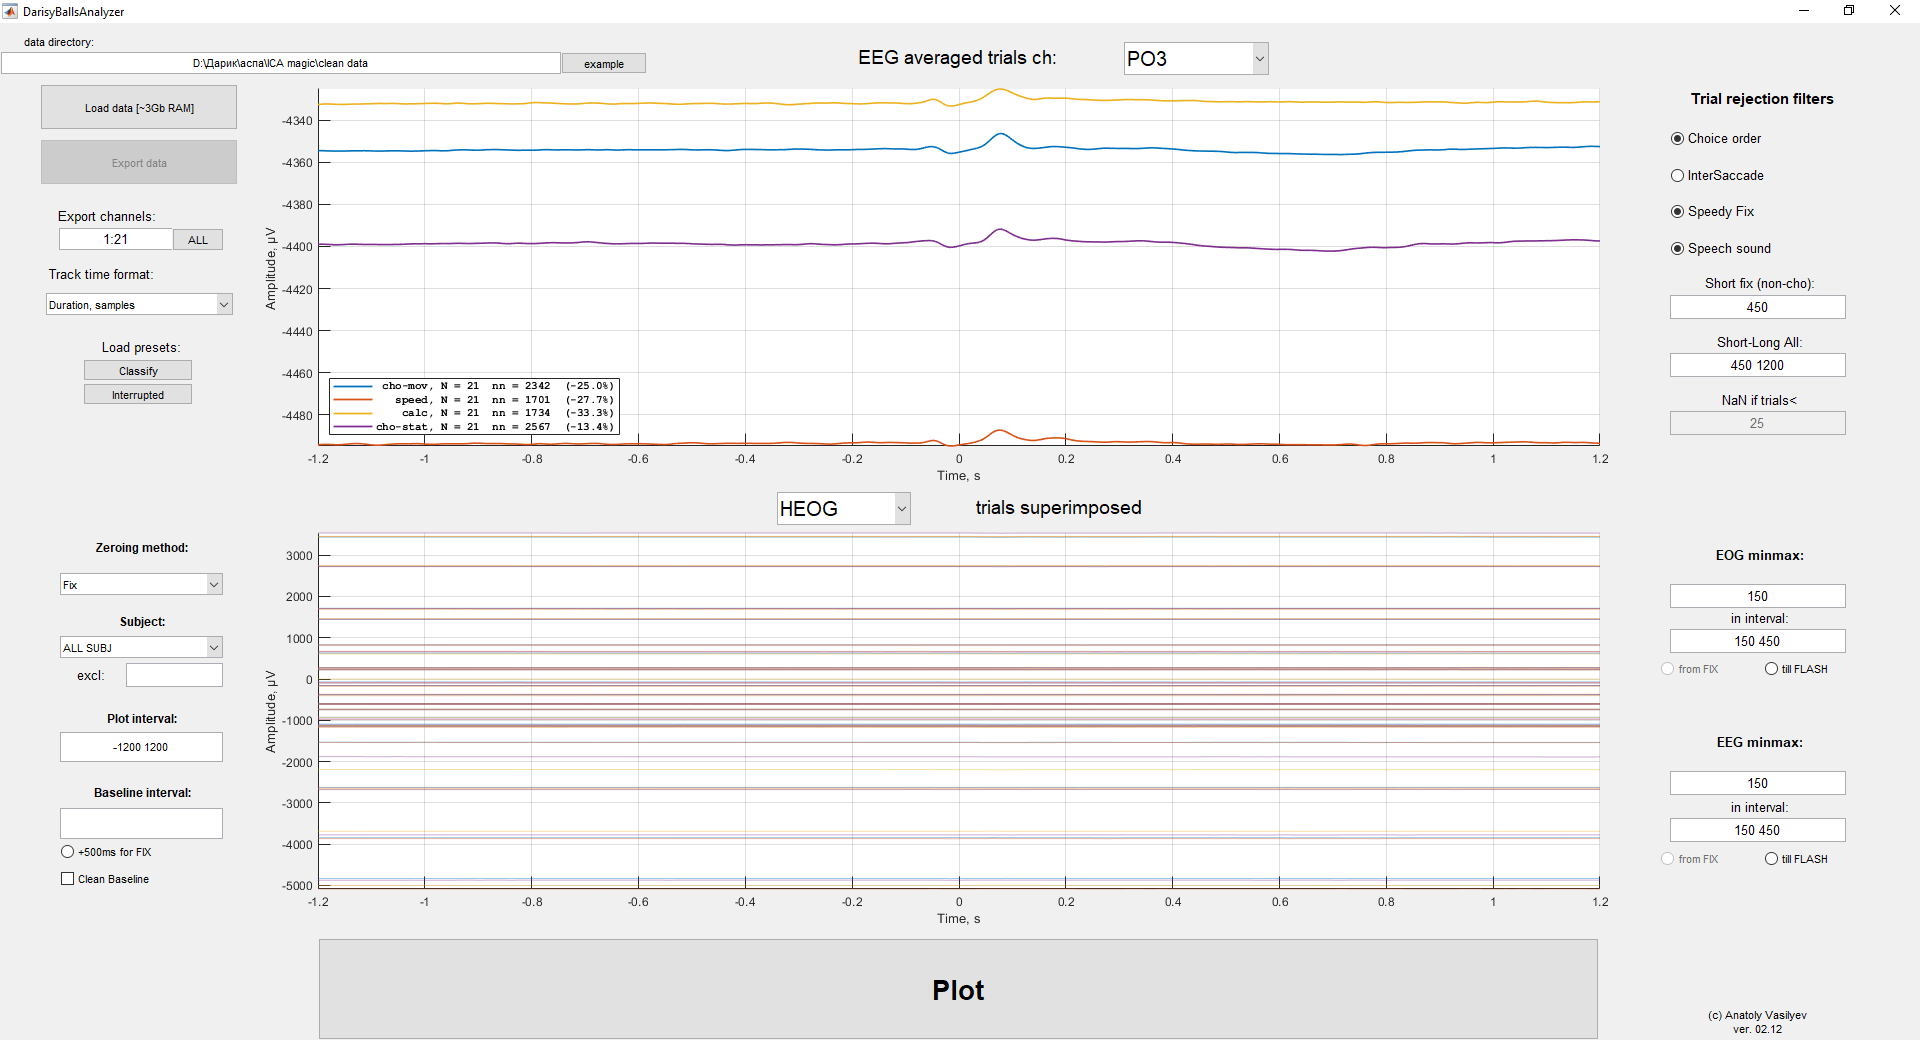 DarisyBallsAnalyzer
data directory:
D:\Дарик\аспа\ICA magic\clean data
example
Load data [~3Gb RAM]
Export data
Export channels:
1:21
ALL
Track time format:
Duration, samples
Load presets:
Classify
Interrupted
EEG averaged trials ch:
PO3
Amplitude, µV
-4340
-4360
-4380
-4400
-4420
-4440
-4460
-4480
cho-mov, N = 21 nn = 2342 (-25.0%)
speed, N = 21 nn = 1701 (-27.7%)
calc, N = 21 nn = 1734 (-33.3%)
cho-stat, N = 21 nn = 2567 (-13.4%)
-1.2 -1 -0.8 -0.6 -0.4 -0.2 0 0.2 0.4 0.6 0.8 1 1.2
Time, s
Trial rejection filters
Choice order
InterSaccade
Speedy Fix
Speech sound
Short fix (non-cho):
450
Short-Long All:
450 1200
NaN if trials<
25
HEOG
trials superimposed
Zeroing method:
Fix
Subject:
ALL SUBJ
excl:
Plot interval:
-1200 1200
Baseline interval:
+500ms for FIX
Clean Baseline
Amplitude, µV
3000
2000
1000
0
-1000
-2000
-3000
-4000
-5000
-1.2 -1 -0.8 -0.6 -0.4 -0.2 0 0.2 0.4 0.6 0.8 1 1.2
Time, s
EOG minmax:
150
in interval:
150 450
from FIX
till FLASH
EEG minmax:
150
in interval:
150 450
from FIX
till FLASH
Plot
(c) Anatoly Vasilyev
ver. 02.12